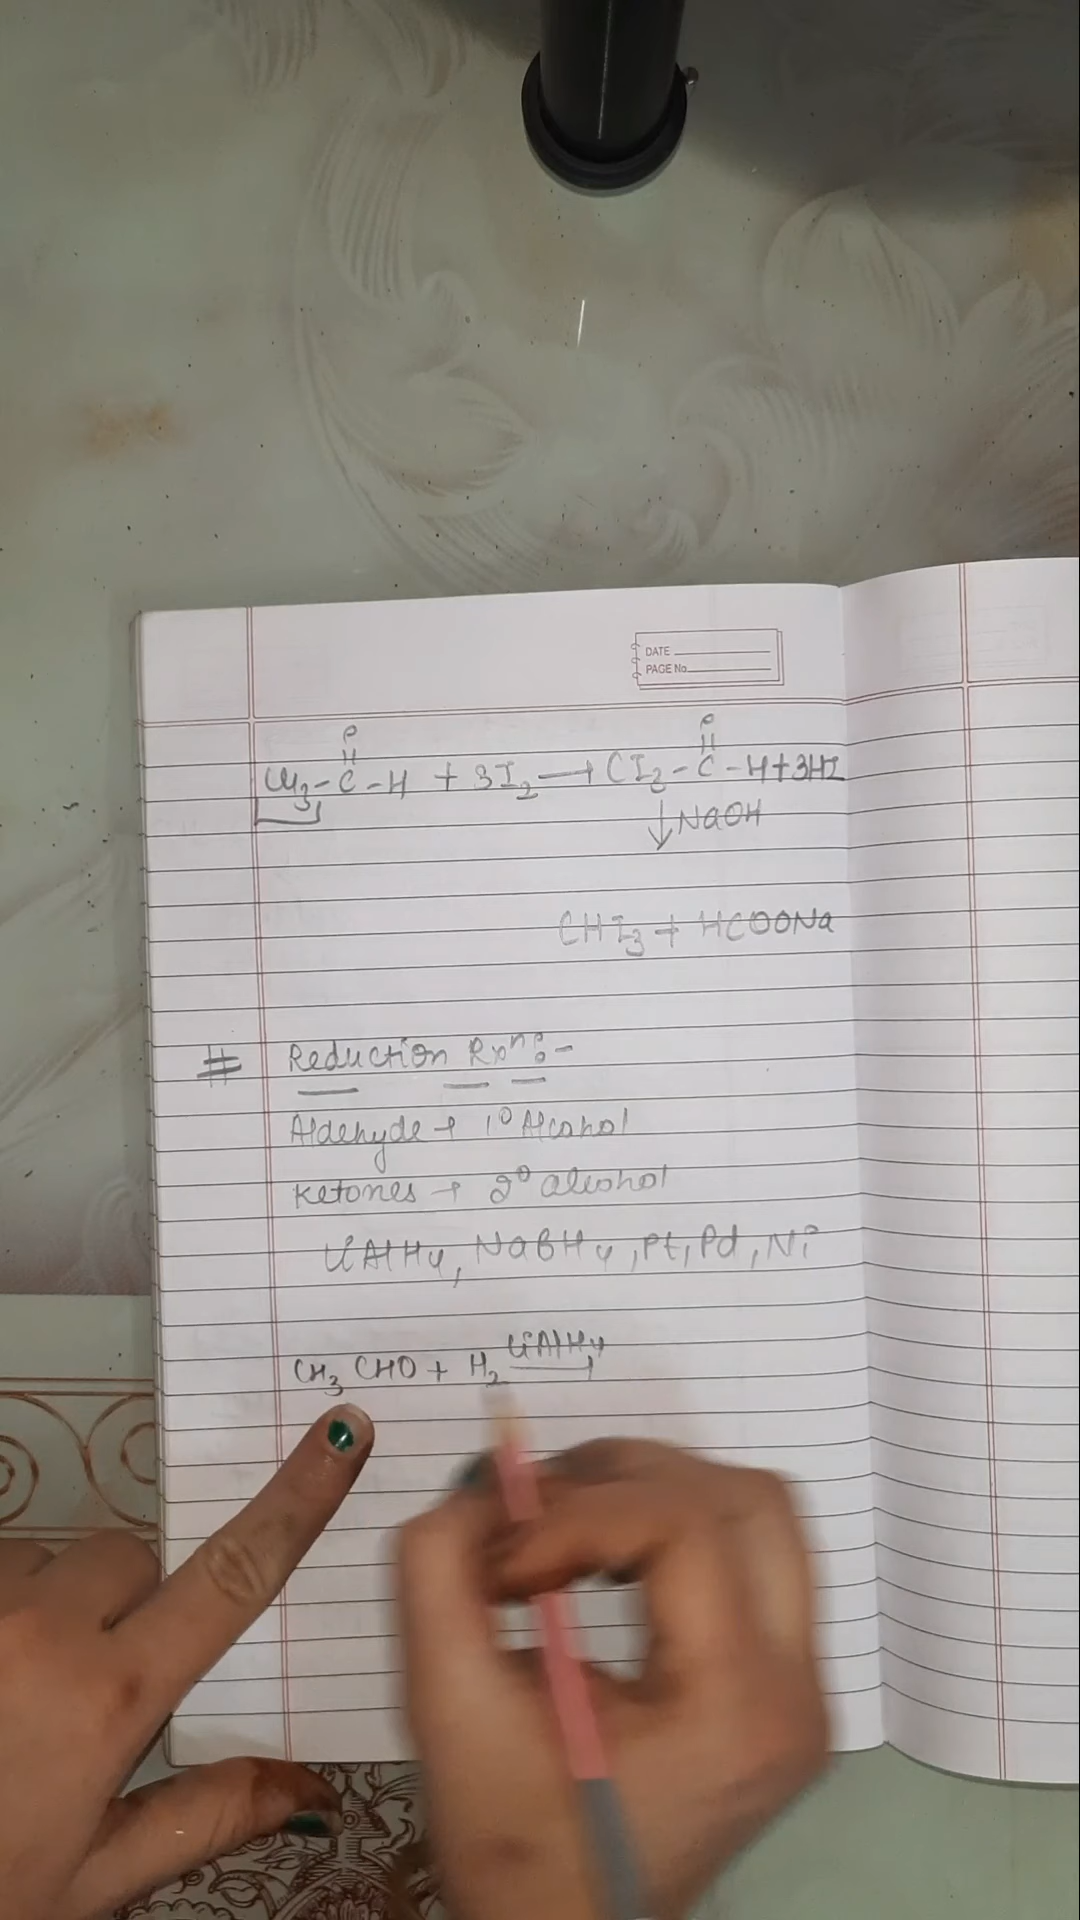 DATE
PAGE No.
O
||
CH3-C-H + 3I2 → CI3-C-H+3HI
↓NaOH
CHI3 + HCOONa
# Reduction Rxn:-
Aldehyde → 1° Alcohol
Ketones → 2° alcohol
LiAlH4, NaBH4, Pt, Pd, Ni
LiAlH4
CH3 CHO + H2 →